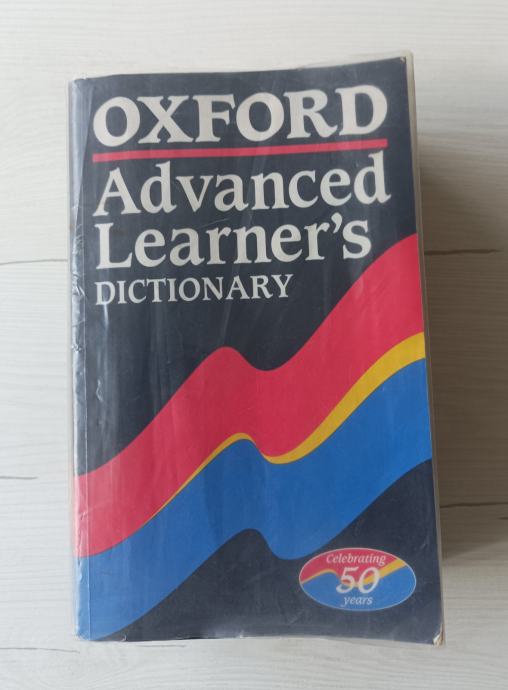 OXFORD
Advanced
Learner's
DICTIONARY
Celebrating
50
years